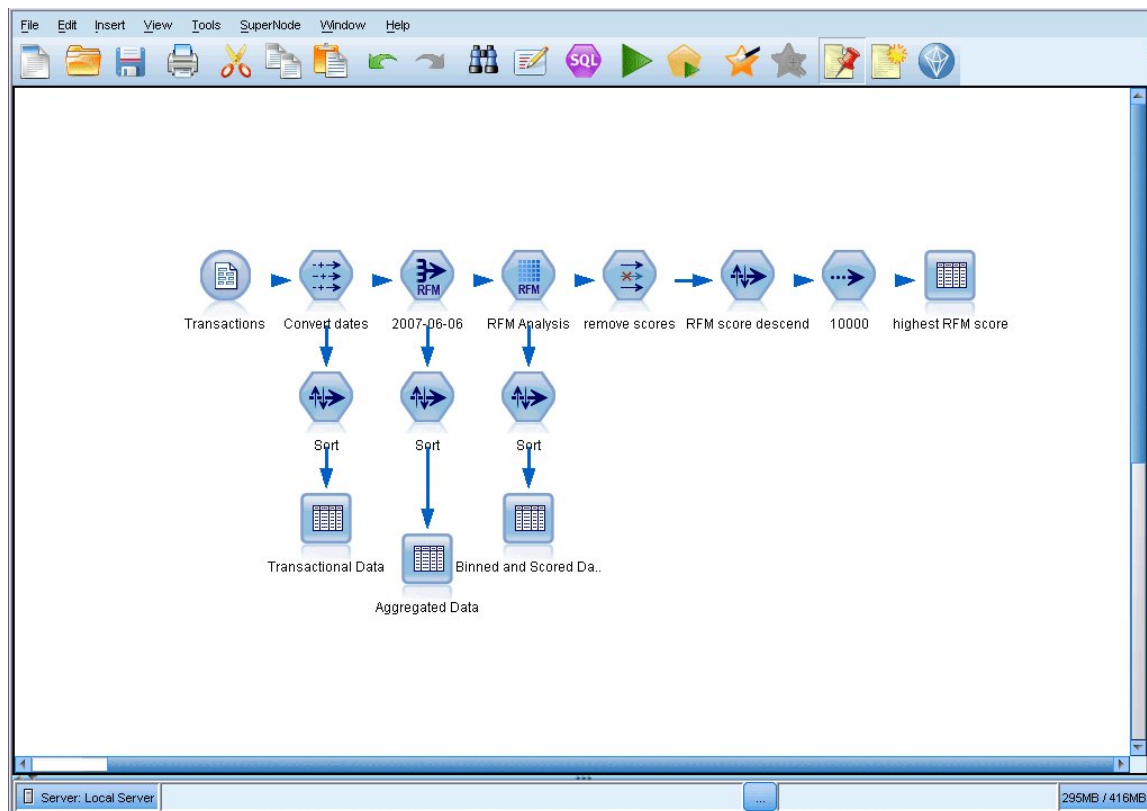 File Edit Insert View Tools SuperNode Window Help
SQL
RFM RFM
Transactions Convert dates 2007-06-06 RFM Analysis remove scores RFM score descend 10000 highest RFM score
Sort Sort Sort
Transactional Data Binned and Scored Da..
Aggregated Data
Server: Local Server ... 295MB / 416MB